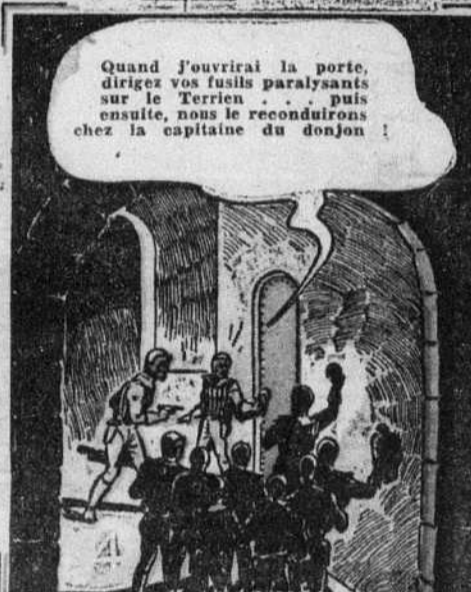 Quand j'ouvrirai la porte,
dirigez vos fusils paralysants
sur le Terrien . . . puis
ensuite, nous le reconduirons
chez la capitaine du donjon !